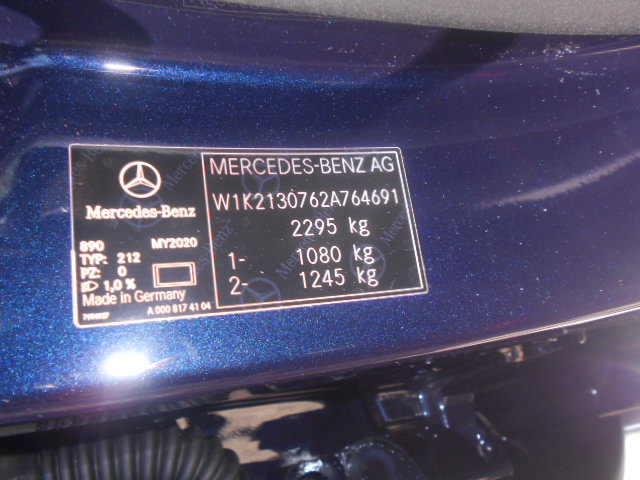 Mercedes-Benz
890 MY2020
TYP: 212
PZ: 0
1,0 %
Made in Germany
A 000 817 41 04
MERCEDES-BENZ AG
W1K2130762A764691
2295 kg
1- 1080 kg
2- 1245 kg